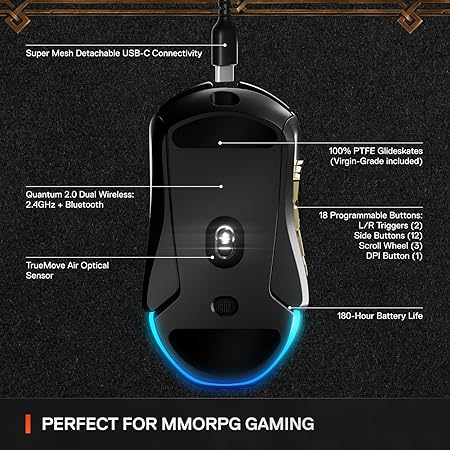 Super Mesh Detachable USB-C Connectivity
100% PTFE Glideskates
(Virgin-Grade included)
Quantum 2.0 Dual Wireless:
2.4GHz + Bluetooth
18 Programmable Buttons:
L/R Triggers (2)
Side Buttons (12)
Scroll Wheel (3)
DPI Button (1)
TrueMove Air Optical
Sensor
180-Hour Battery Life
PERFECT FOR MMORPG GAMING